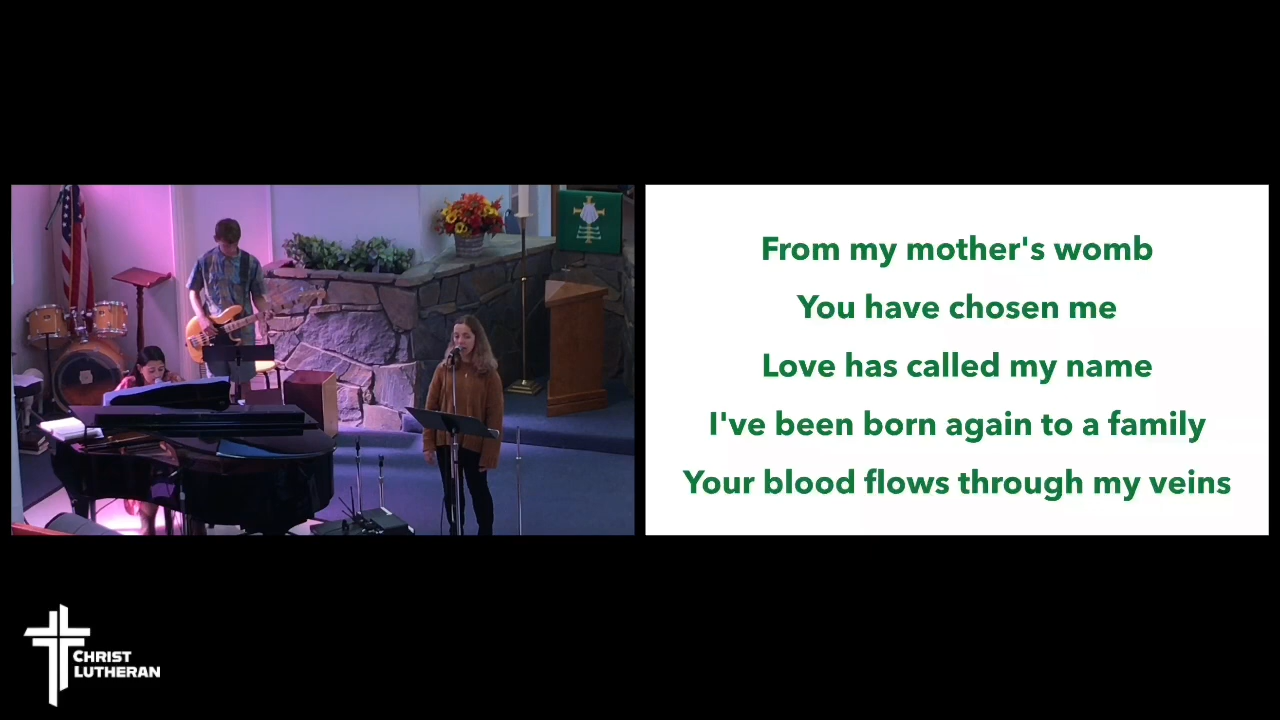 From my mother's womb
You have chosen me
Love has called my name
I've been born again to a family
Your blood flows through my veins
CHRIST
LUTHERAN